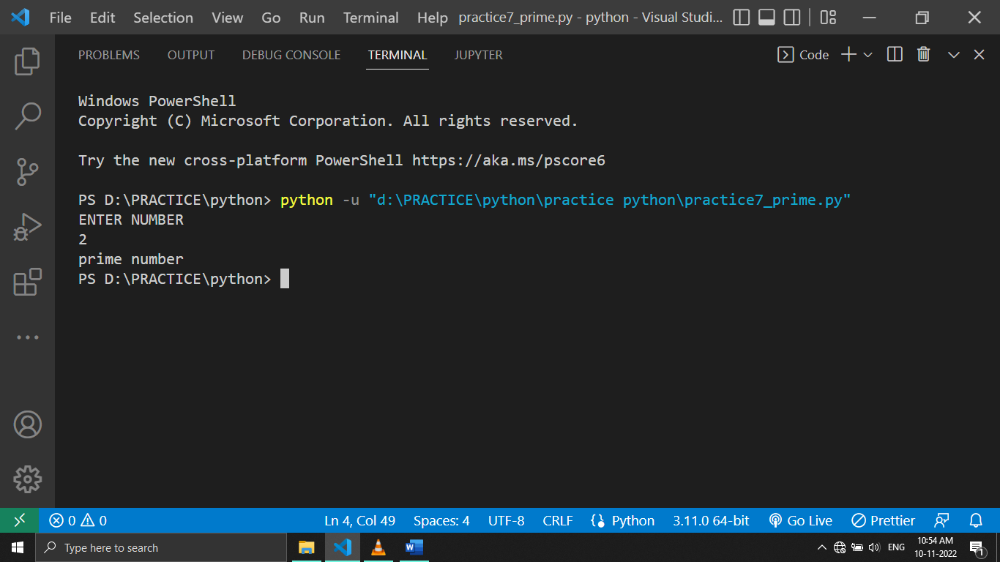 File Edit Selection View Go Run Terminal Help practice7_prime.py - python - Visual Studi...
PROBLEMS OUTPUT DEBUG CONSOLE TERMINAL JUPYTER Code
Windows PowerShell
Copyright (C) Microsoft Corporation. All rights reserved.
Try the new cross-platform PowerShell https://aka.ms/pscore6
PS D:\PRACTICE\python> python -u "d:\PRACTICE\python\practice python\practice7_prime.py"
ENTER NUMBER
2
prime number
PS D:\PRACTICE\python>
0 0 Ln 4, Col 49 Spaces: 4 UTF-8 CRLF Python 3.11.0 64-bit Go Live Prettier
Type here to search W ENG 10:54 AM
10-11-2022 1